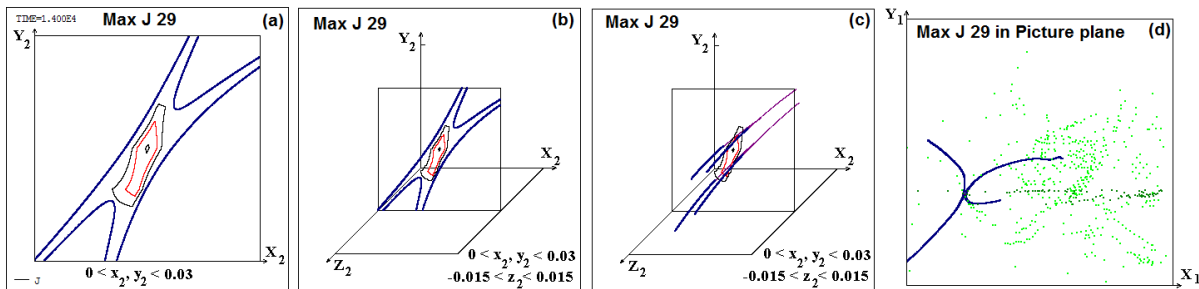 TIME=1.400E4
Max J 29
(a)
Y₂
X₂
J
0 < x₂, y₂ < 0.03
Max J 29
(b)
Y₂
X₂
Z₂
0 < x₂, y₂ < 0.03
-0.015 < z₂ < 0.015
Max J 29
(c)
Y₂
X₂
Z₂
0 < x₂, y₂ < 0.03
-0.015 < z₂ < 0.015
Y₁
Max J 29 in Picture plane
(d)
X₁